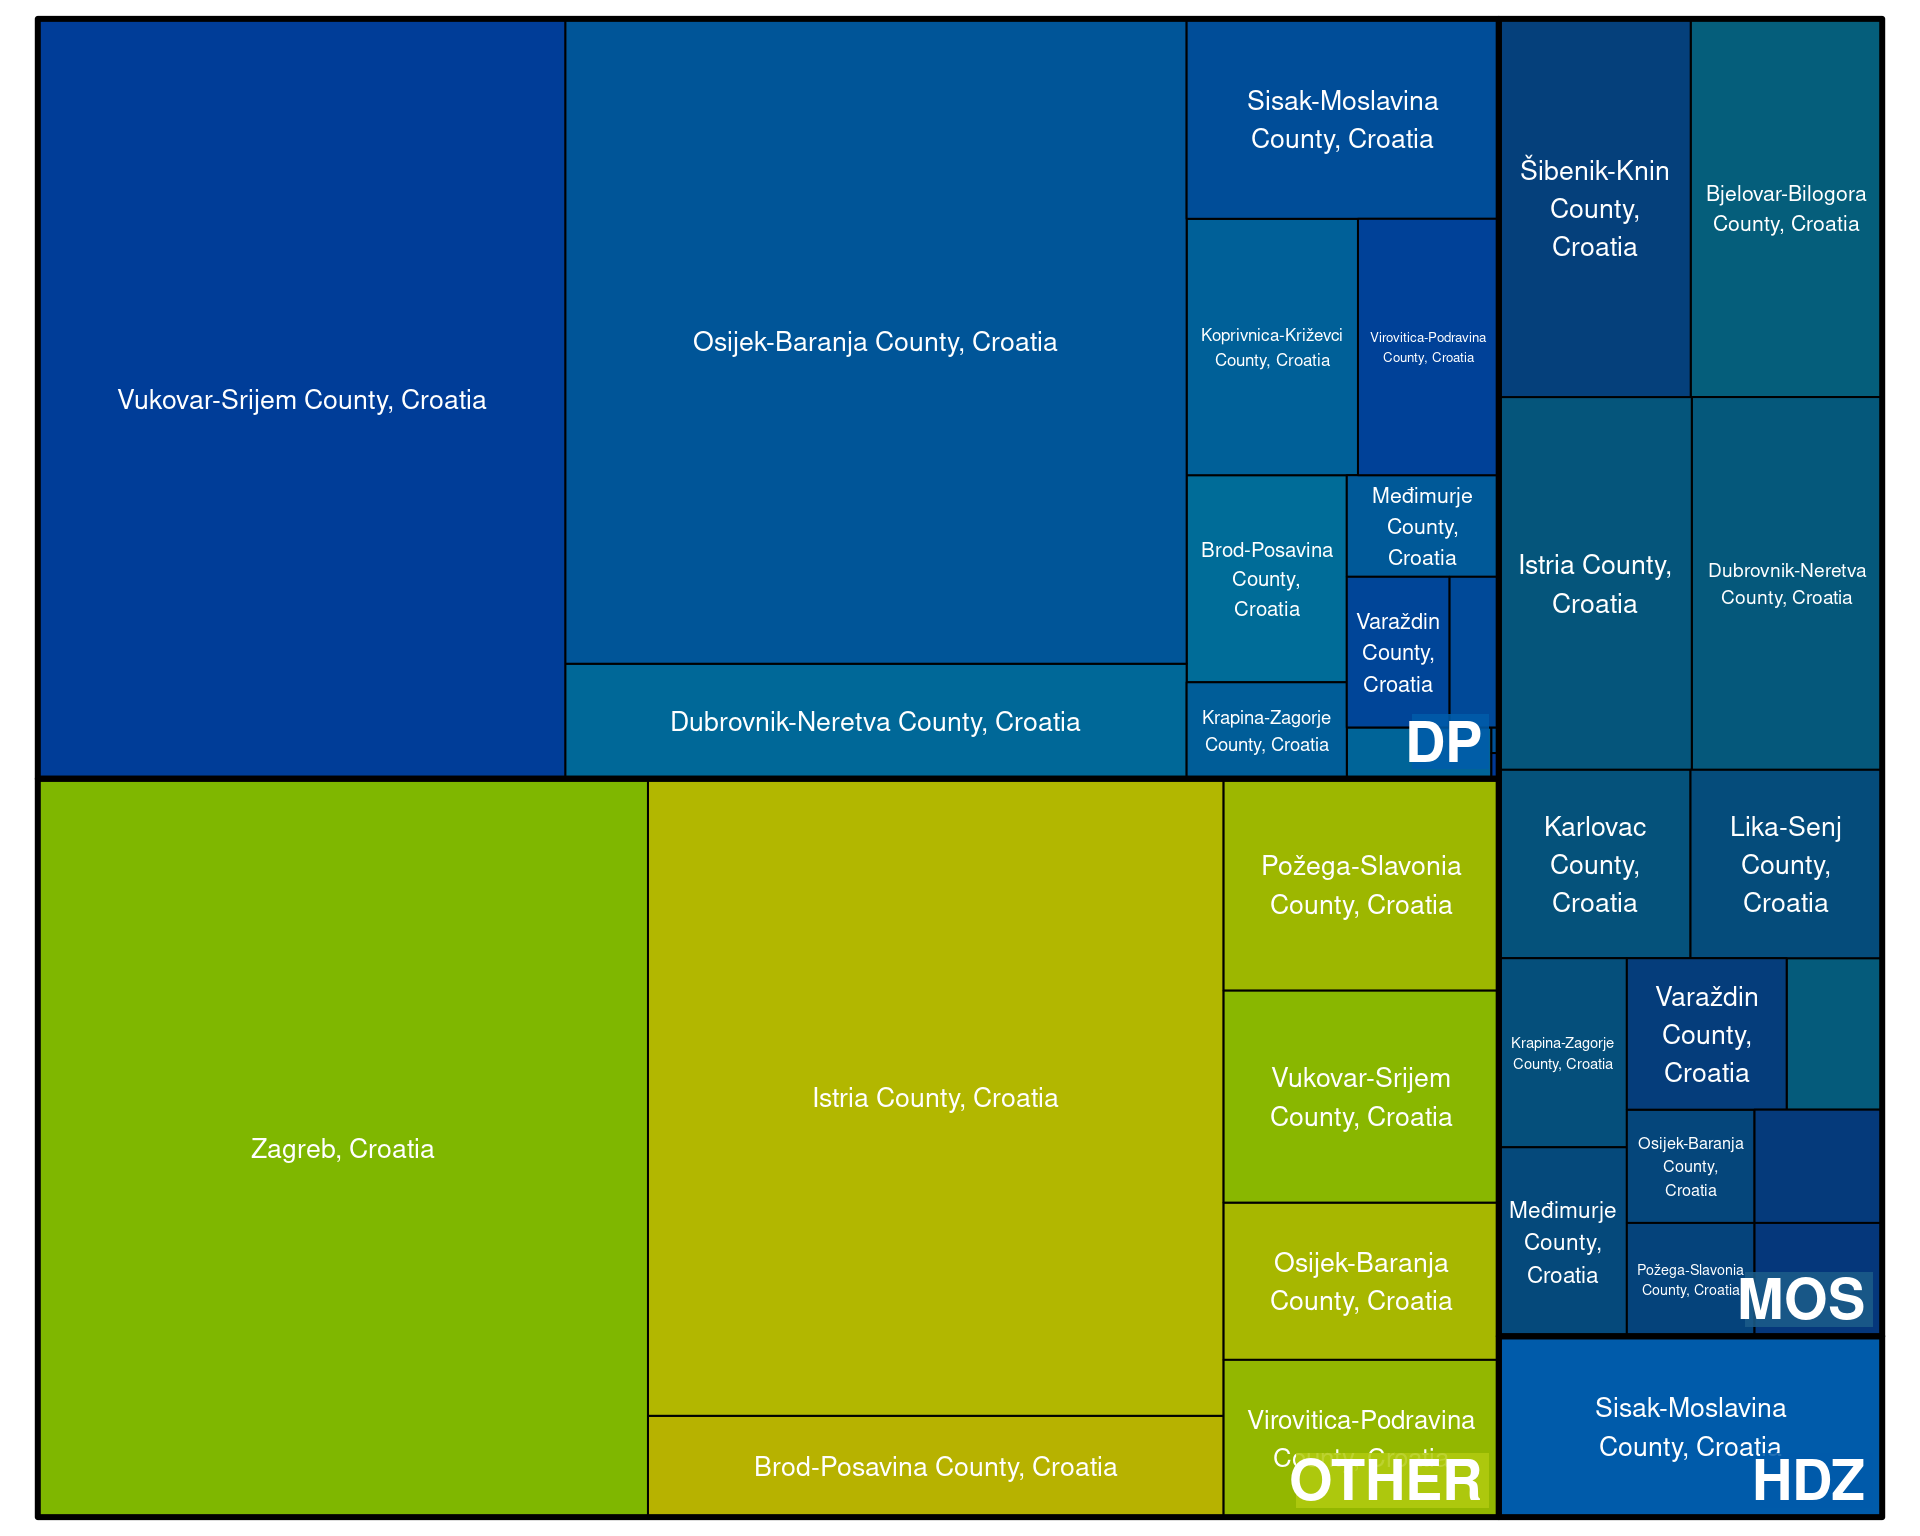 Vukovar-Srijem County, Croatia
Osijek-Baranja County, Croatia
Dubrovnik-Neretva County, Croatia
Sisak-Moslavina
County, Croatia
Koprivnica-Križevci
County, Croatia
Virovitica-Podravina
County, Croatia
Brod-Posavina
County,
Croatia
Međimurje
County,
Croatia
Varaždin
County,
Croatia
Krapina-Zagorje
County, Croatia
DP
Zagreb, Croatia
Istria County, Croatia
Brod-Posavina County, Croatia
Požega-Slavonia
County, Croatia
Vukovar-Srijem
County, Croatia
Osijek-Baranja
County, Croatia
Virovitica-Podravina
County, Croatia
OTHER
Šibenik-Knin
County,
Croatia
Bjelovar-Bilogora
County, Croatia
Istria County,
Croatia
Dubrovnik-Neretva
County, Croatia
Karlovac
County,
Croatia
Lika-Senj
County,
Croatia
Krapina-Zagorje
County, Croatia
Varaždin
County,
Croatia
Međimurje
County,
Croatia
Osijek-Baranja
County,
Croatia
Požega-Slavonia
County, Croatia
MOS
Sisak-Moslavina
County, Croatia
HDZ